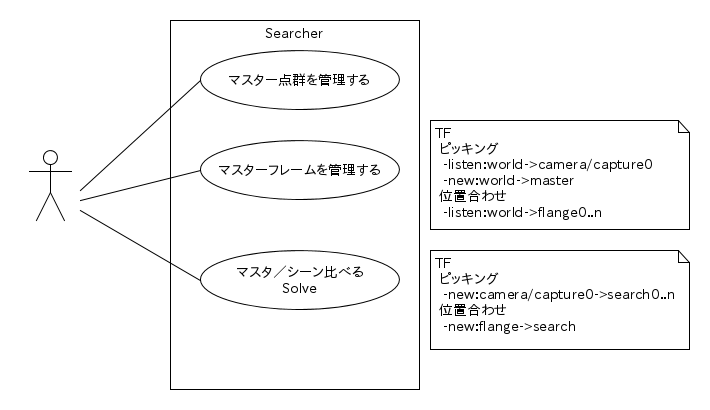 Searcher
マスター点群を管理する
マスターフレームを管理する
マスタ／シーン比べる
Solve
TF
ピッキング
-listen:world->camera/capture0
-new:world->master
位置合わせ
-listen:world->flange0..n
TF
ピッキング
-new:camera/capture0->search0..n
位置合わせ
-new:flange->search